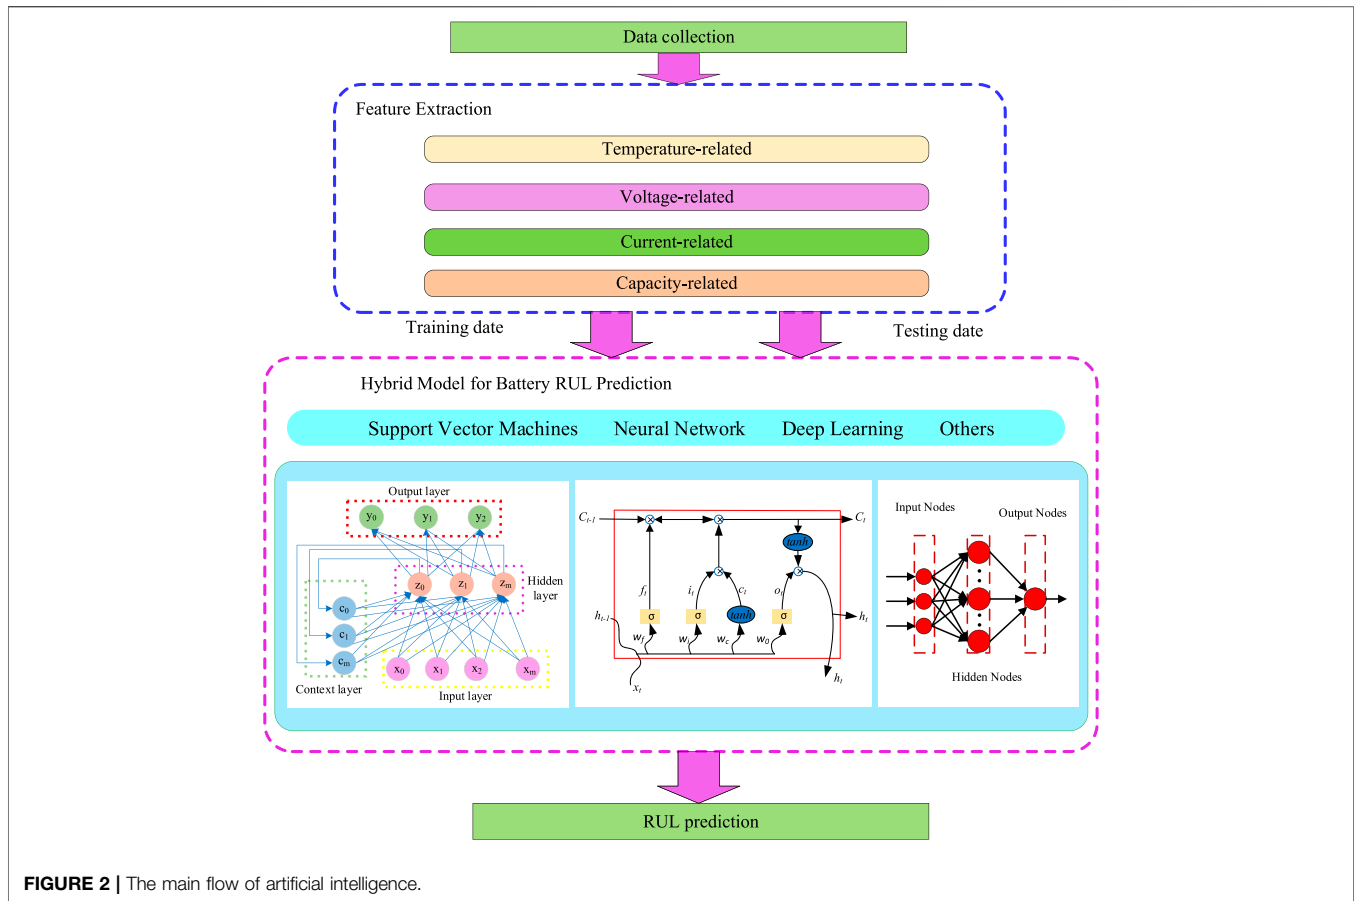 Data collection
Feature Extraction
Temperature-related
Voltage-related
Current-related
Capacity-related
Training date
Testing date
Hybrid Model for Battery RUL Prediction
Support Vector Machines Neural Network Deep Learning Others
Output layer
y0 y1 y2
z0 z1 zm
Hidden layer
c0
c1
cm
x0 x1 x2 xm
Context layer
Input layer
Ct-1
Ct
tanh
ft
it
ct
ot
ht-1
σ
σ
tanh
σ
ht
wf
wi
wc
w0
xt
ht
Input Nodes
Output Nodes
Hidden Nodes
RUL prediction
FIGURE 2 | The main flow of artificial intelligence.